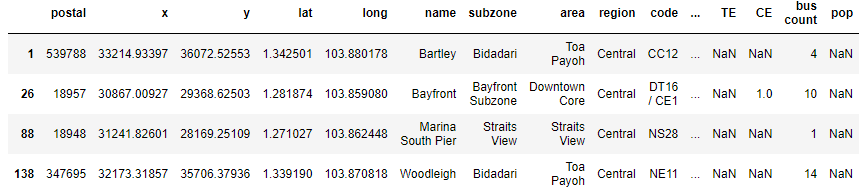 postal x y lat long name subzone area region code ... TE CE bus count pop
1 539788 33214.93397 36072.52553 1.342501 103.880178 Bartley Bidadari Toa Payoh Central CC12 ... NaN NaN 4 NaN
26 18957 30867.00927 29368.62503 1.281874 103.859080 Bayfront Bayfront Subzone Downtown Core Central DT16 / CE1 ... NaN 1.0 10 NaN
88 18948 31241.82601 28169.25109 1.271027 103.862448 Marina South Pier Straits View Straits View Central NS28 ... NaN NaN 1 NaN
138 347695 32173.31857 35706.37936 1.339190 103.870818 Woodleigh Bidadari Toa Payoh Central NE11 ... NaN NaN 14 NaN